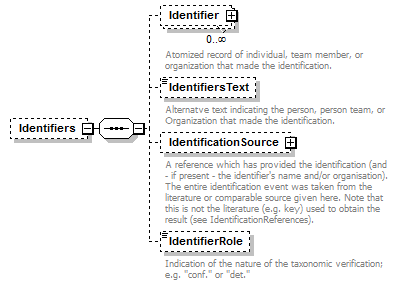 Identifier
0..∞
Atomized record of individual, team member, or
organization that made the identification.
IdentifiersText
Alternatve text indicating the person, person team, or
Organization that made the identification.
Identifiers
IdentificationSource
A reference which has provided the identification (and
- if present - the identifier's name and/or organisation).
The entire identification event was taken from the
literature or comparable source given here. Note that
this is not the literature (e.g. key) used to obtain the
result (see IdentificationReferences).
IdentifierRole
Indication of the nature of the taxonomic verification;
e.g. "conf." or "det."